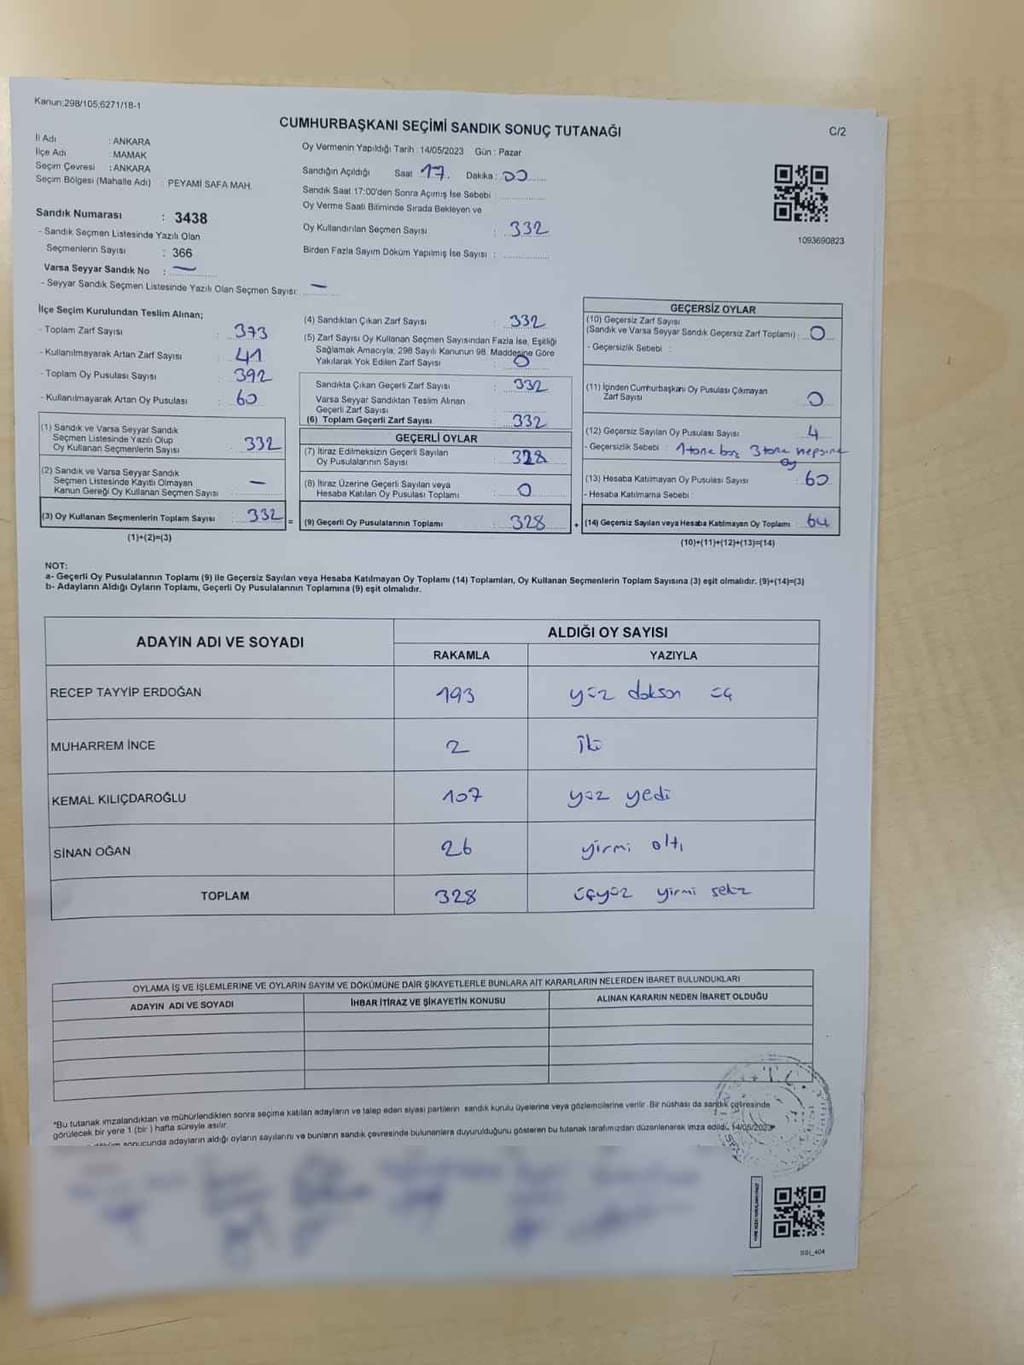 Kanun:298/105;6271/18-1
CUMHURBAŞKANI SEÇİMİ SANDIK SONUÇ TUTANAĞI
C/2
İl Adı : ANKARA
İlçe Adı : MAMAK
Seçim Çevresi : ANKARA
Seçim Bölgesi (Mahalle Adı) : PEYAMİ SAFA MAH.
Oy Vermenin Yapıldığı Tarih : 14/05/2023 Gün : Pazar
Sandığın Açıldığı Saat : 17. Dakika : 00
Sandık Saat 17:00'den Sonra Açımış İse Sebebi :
Oy Verme Saati Bitiminde Sırada Bekleyen ve
Oy Kullandırılan Seçmen Sayısı : 332
Birden Fazla Sayım Döküm Yapılmış İse Sayısı :
1093690823
Sandık Numarası : 3438
- Sandık Seçmen Listesinde Yazılı Olan
Seçmenlerin Sayısı : 366
Varsa Seyyar Sandık No : —
- Seyyar Sandık Seçmen Listesinde Yazılı Olan Seçmen Sayısı: —
İlçe Seçim Kurulundan Teslim Alınan;
- Toplam Zarf Sayısı : 373
- Kullanılmayarak Artan Zarf Sayısı : 41
- Toplam Oy Pusulası Sayısı : 392
- Kullanılmayarak Artan Oy Pusulası : 60
(1) Sandık ve Varsa Seyyar Sandık
Seçmen Listesinde Yazılı Olup
Oy Kullanan Seçmenlerin Sayısı : 332
(2) Sandık ve Varsa Seyyar Sandık
Seçmen Listesinde Kayıtlı Olmayan
Kanun Gereği Oy Kullanan Seçmen Sayısı —
(3) Oy Kullanan Seçmenlerin Toplam Sayısı : 332 =
(1)+(2)=(3)
(4) Sandıktan Çıkan Zarf Sayısı : 332
(5) Zarf Sayısı Oy Kullanan Seçmen Sayısından Fazla İse, Eşitliği
Sağlamak Amacıyla; 298 Sayılı Kanunun 98. Maddesine Göre
Yakılarak Yok Edilen Zarf Sayısı : 0
Sandıkta Çıkan Geçerli Zarf Sayısı : 332
Varsa Seyyar Sandıktan Teslim Alınan
Geçerli Zarf Sayısı :
(6) Toplam Geçerli Zarf Sayısı : 332
GEÇERLİ OYLAR
(7) İtiraz Edilmeksizin Geçerli Sayılan
Oy Pusulalarının Sayısı : 328
(8) İtiraz Üzerine Geçerli Sayılan veya
Hesaba Katılan Oy Pusulası Toplamı : 0
(9) Geçerli Oy Pusulalarının Toplamı : 328 +
GEÇERSİZ OYLAR
(10) Geçersiz Zarf Sayısı
(Sandık ve Varsa Seyyar Sandık Geçersiz Zarf Toplamı) : 0
- Geçersizlik Sebebi :
(11) İçinden Cumhurbaşkanı Oy Pusulası Çıkmayan
Zarf Sayısı : 0
(12) Geçersiz Sayılan Oy Pusulası Sayısı : 4
- Geçersizlik Sebebi : 1 tane boş 3 tane hepsine
oy
(13) Hesaba Katılmayan Oy Pusulası Sayısı : 60
- Hesaba Katılmama Sebebi :
(14) Geçersiz Sayılan veya Hesaba Katılmayan Oy Toplamı : 64
(10)+(11)+(12)+(13)=(14)
NOT:
a- Geçerli Oy Pusulalarının Toplamı (9) ile Geçersiz Sayılan veya Hesaba Katılmayan Oy Toplamı (14) Toplamları, Oy Kullanan Seçmenlerin Toplam Sayısına (3) eşit olmalıdır. (9)+(14)=(3)
b- Adayların Aldığı Oyların Toplamı, Geçerli Oy Pusulalarının Toplamına (9) eşit olmalıdır.
ADAYIN ADI VE SOYADI ALDIĞI OY SAYISI
RAKAMLA YAZIYLA
RECEP TAYYİP ERDOĞAN 193 yüz doksan üç
MUHARREM İNCE 2 iki
KEMAL KILIÇDAROĞLU 107 yüz yedi
SİNAN OĞAN 26 yirmi altı
TOPLAM 328 üçyüz yirmi sekiz
OYLAMA İŞ VE İŞLEMLERİNE VE OYLARIN SAYIM VE DÖKÜMÜNE DAİR ŞİKAYETLERLE BUNLARA AİT KARARLARIN NELERDEN İBARET BULUNDUKLARI
ADAYIN ADI VE SOYADI İHBAR İTİRAZ VE ŞİKAYETİN KONUSU ALINAN KARARIN NEDEN İBARET OLDUĞU
*Bu tutanak imzalandıktan ve mühürlendikten sonra seçime katılan adayların ve talep eden siyasi partilerin sandık kurulu üyelerine veya gözlemcilerine verilir. Bir nüshası da sandık çevresinde
görülecek bir yere 1 (bir ) hafta süreyle asılır.
sonucunda adayların aldığı oyların sayılarını ve bunların sandık çevresinde bulunanlara duyurulduğunu gösteren bu tutanak tarafımızdan düzenlenerek imza edildi. 14/05/2023
T.C.
SSI_404